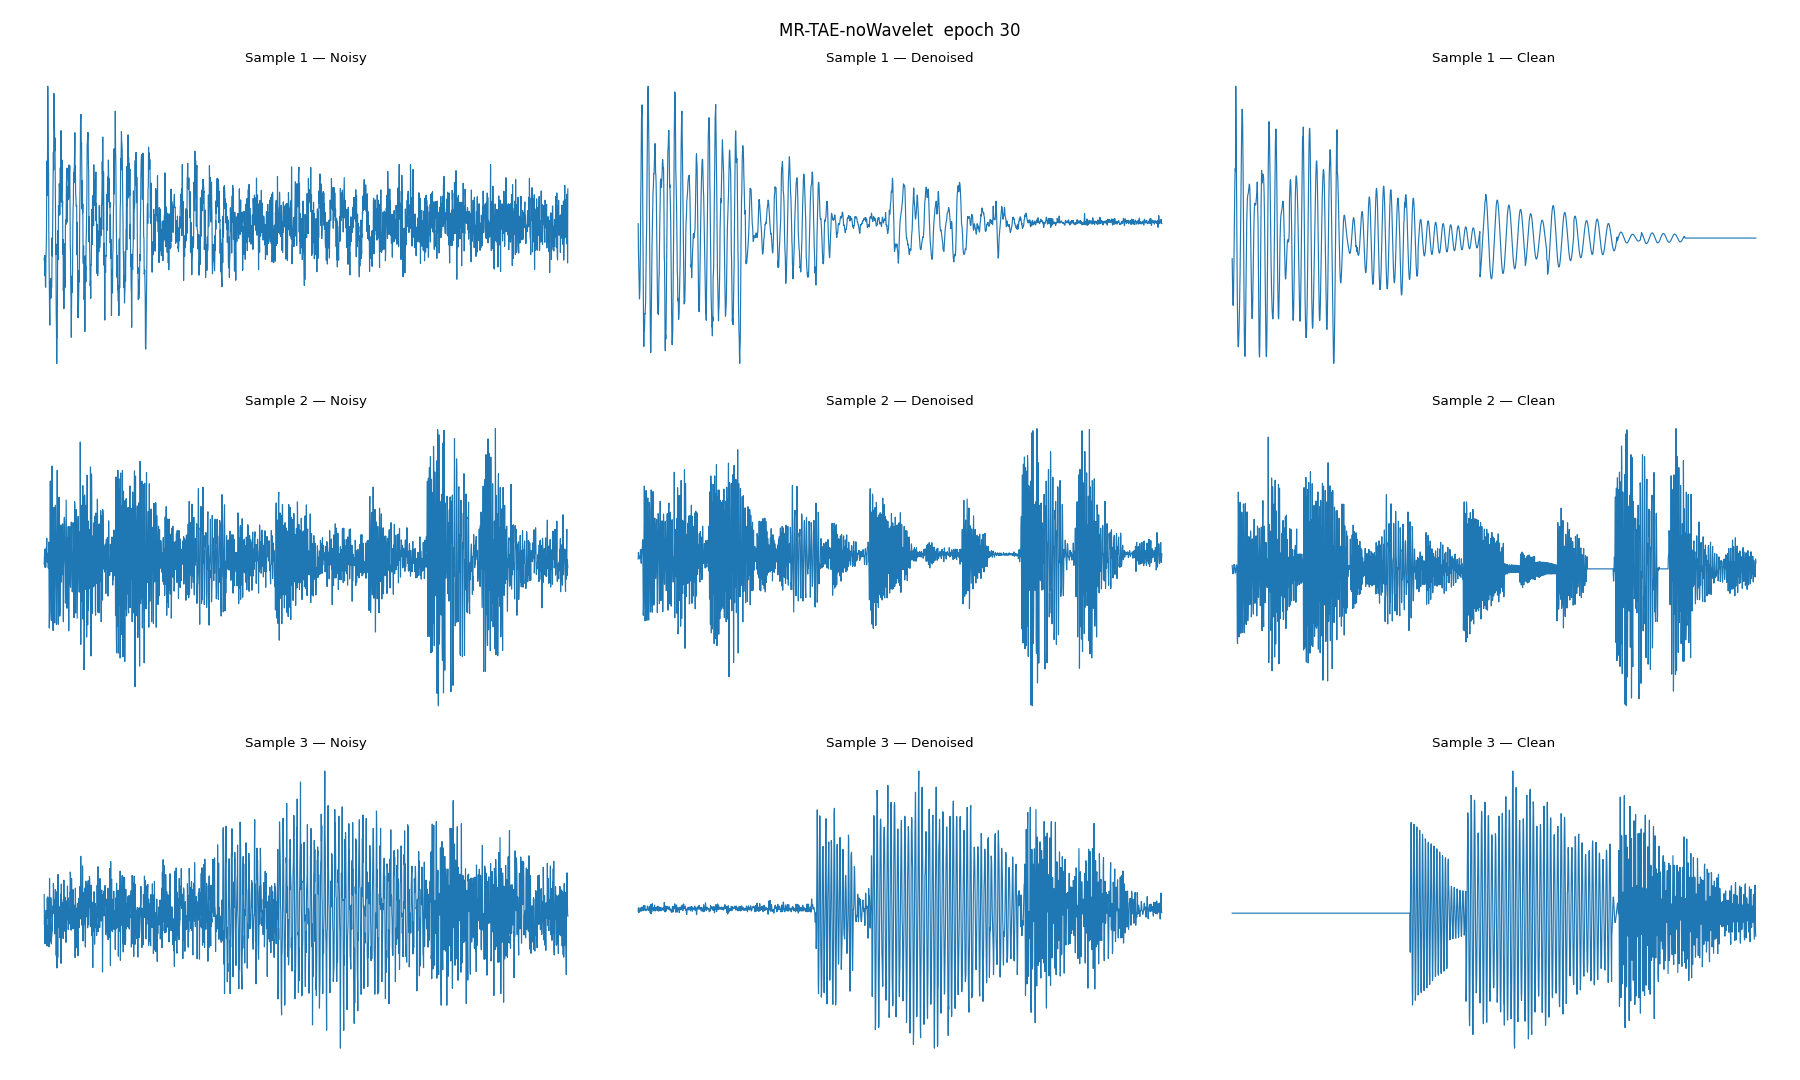 MR-TAE-noWavelet  epoch 30
Sample 1 — Noisy
Sample 1 — Denoised
Sample 1 — Clean
Sample 2 — Noisy
Sample 2 — Denoised
Sample 2 — Clean
Sample 3 — Noisy
Sample 3 — Denoised
Sample 3 — Clean